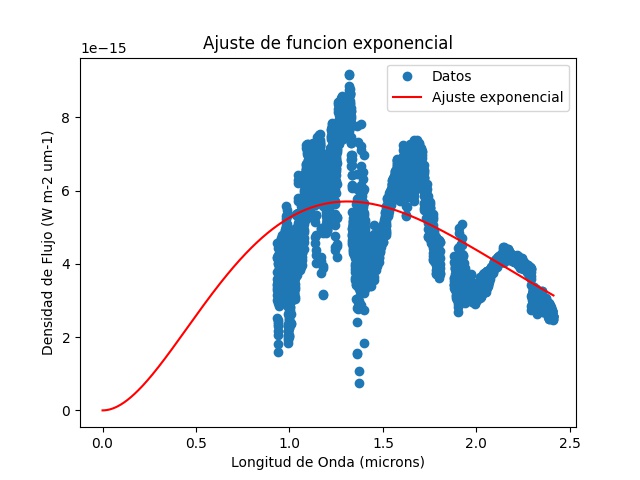 Ajuste de funcion exponencial
1e−15
Datos
Ajuste exponencial
8
6
4
2
0
Densidad de Flujo (W m-2 um-1)
0.0 0.5 1.0 1.5 2.0 2.5
Longitud de Onda (microns)